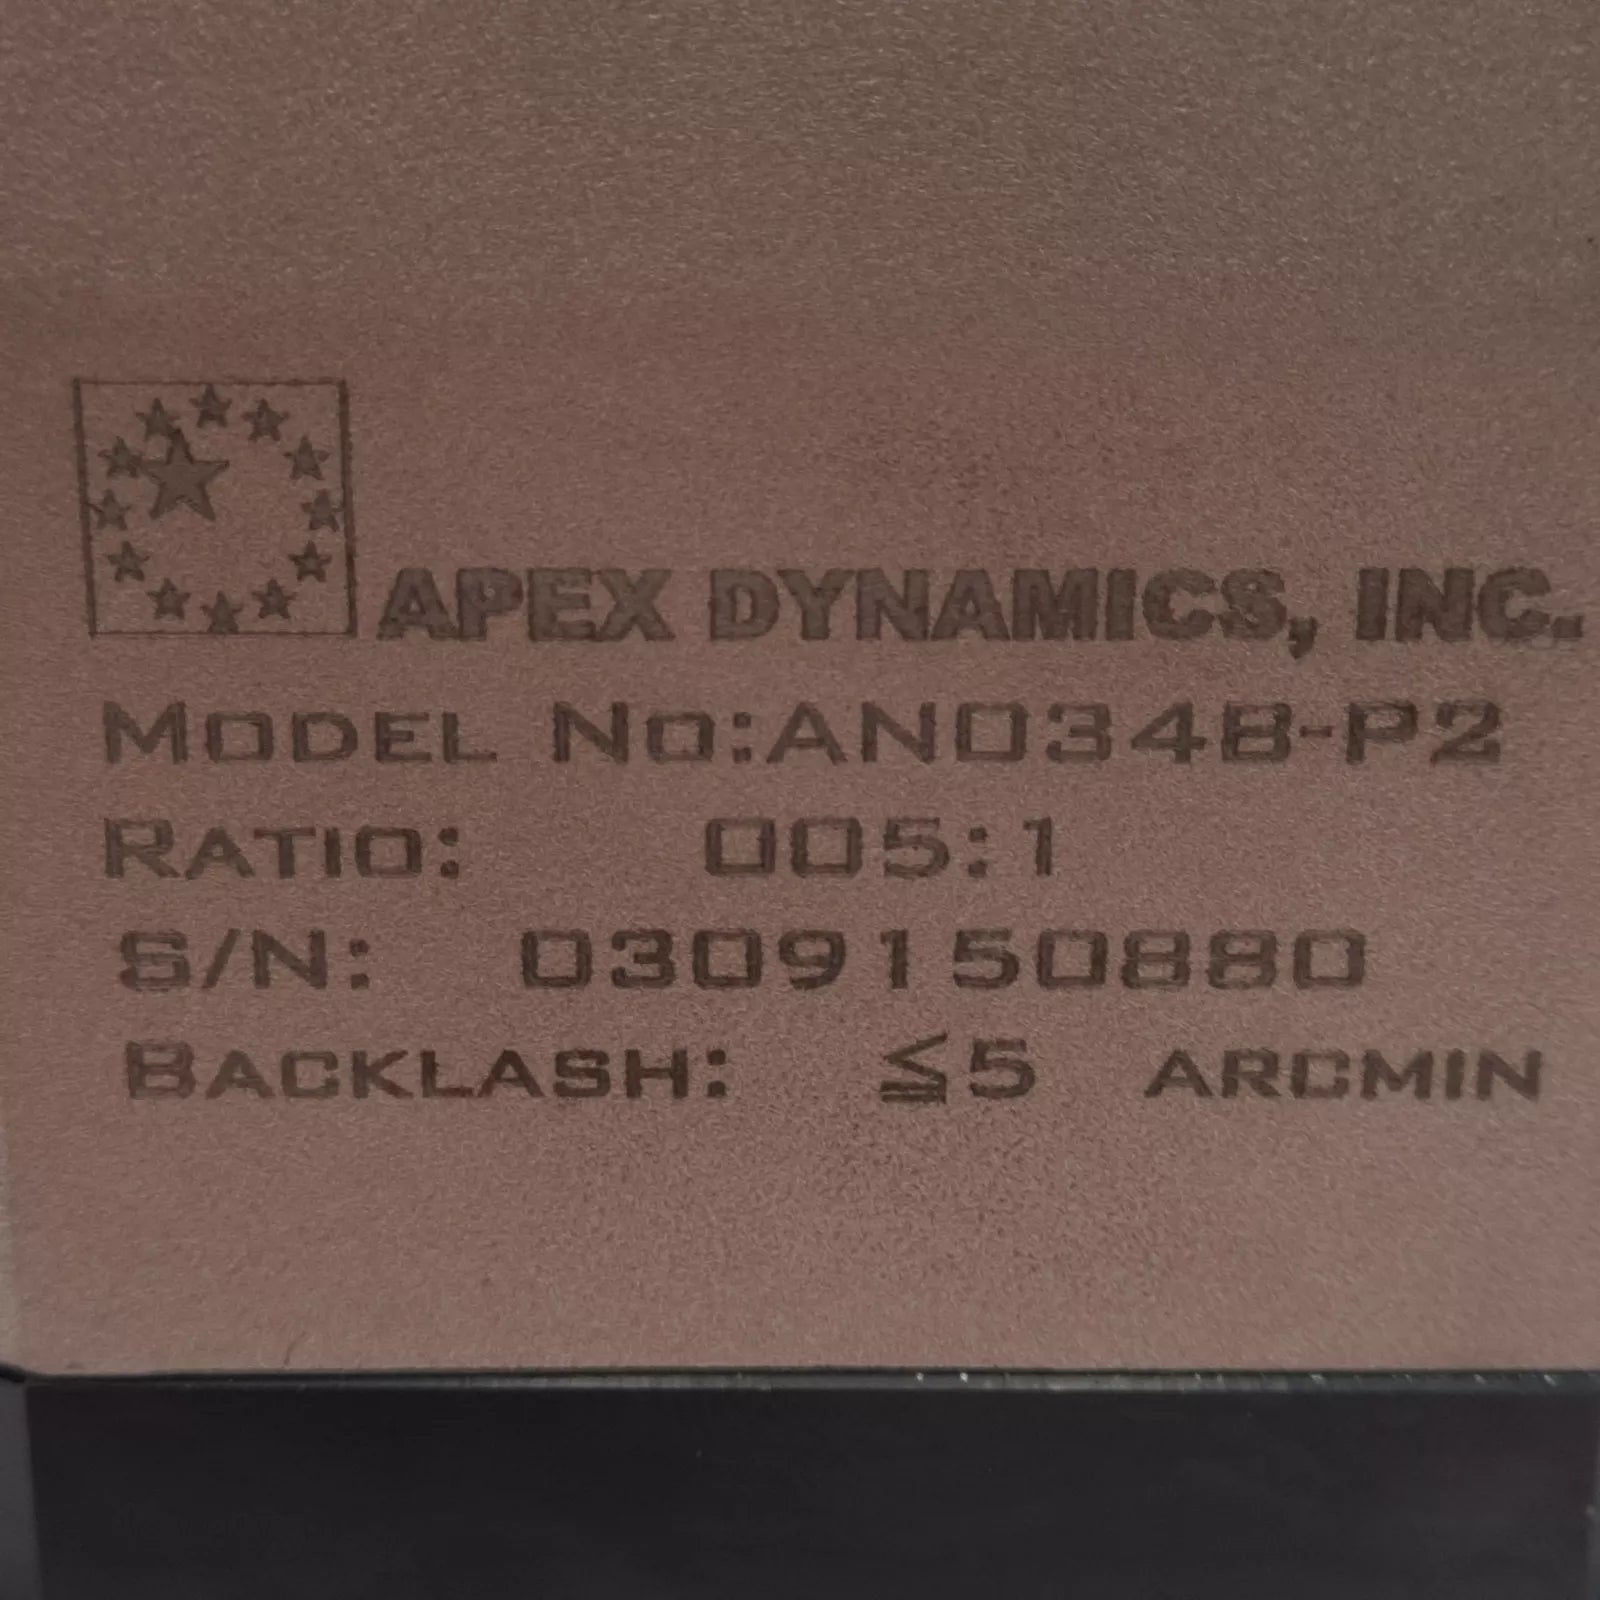 APEX DYNAMICS, INC.
MODEL NO:AN034B-P2
RATIO: 005:1
S/N: 0309150880
BACKLASH: ≦5 ARCMIN